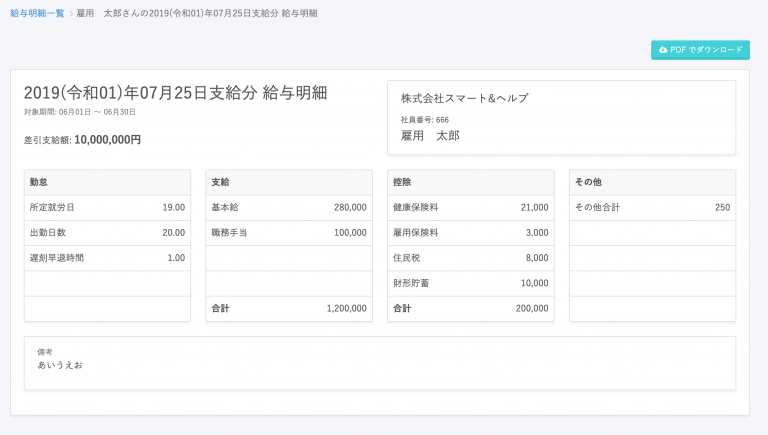 給与明細一覧 > 雇用　太郎さんの2019(令和01)年07月25日支給分 給与明細
PDF でダウンロード
2019(令和01)年07月25日支給分 給与明細
対象期間: 06月01日 〜 06月30日
差引支給額: 10,000,000円
株式会社スマート&ヘルプ
社員番号: 666
雇用　太郎
勤怠
所定就労日 19.00
出勤日数 20.00
遅刻早退時間 1.00
支給
基本給 280,000
職務手当 100,000
合計 1,200,000
控除
健康保険料 21,000
雇用保険料 3,000
住民税 8,000
財形貯蓄 10,000
合計 200,000
その他
その他合計 250
備考
あいうえお